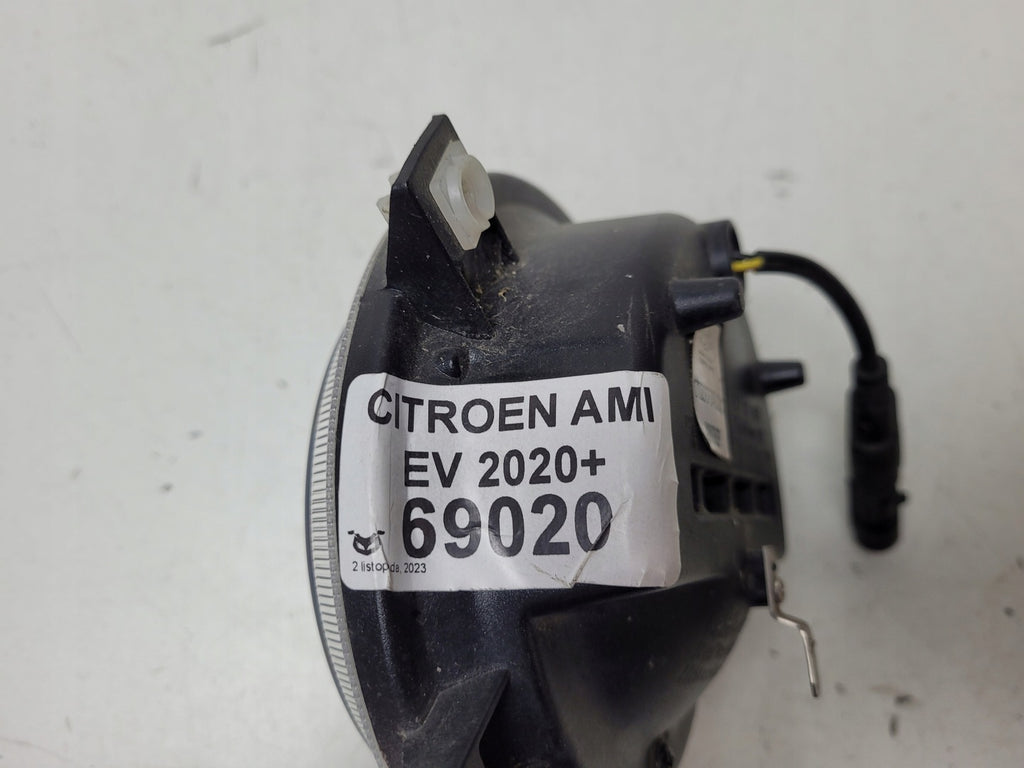 CITROEN AMI
EV 2020+
69020
2 listopada, 2023